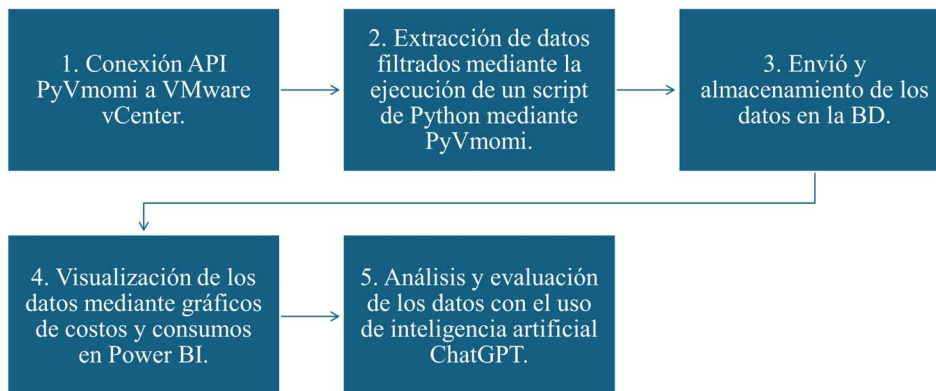 1. Conexión API
PyVmomi a VMware
vCenter.
2. Extracción de datos
filtrados mediante la
ejecución de un script
de Python mediante
PyVmomi.
3. Envió y
almacenamiento de los
datos en la BD.
4. Visualización de los
datos mediante gráficos
de costos y consumos
en Power BI.
5. Análisis y evaluación
de los datos con el uso
de inteligencia artificial
ChatGPT.